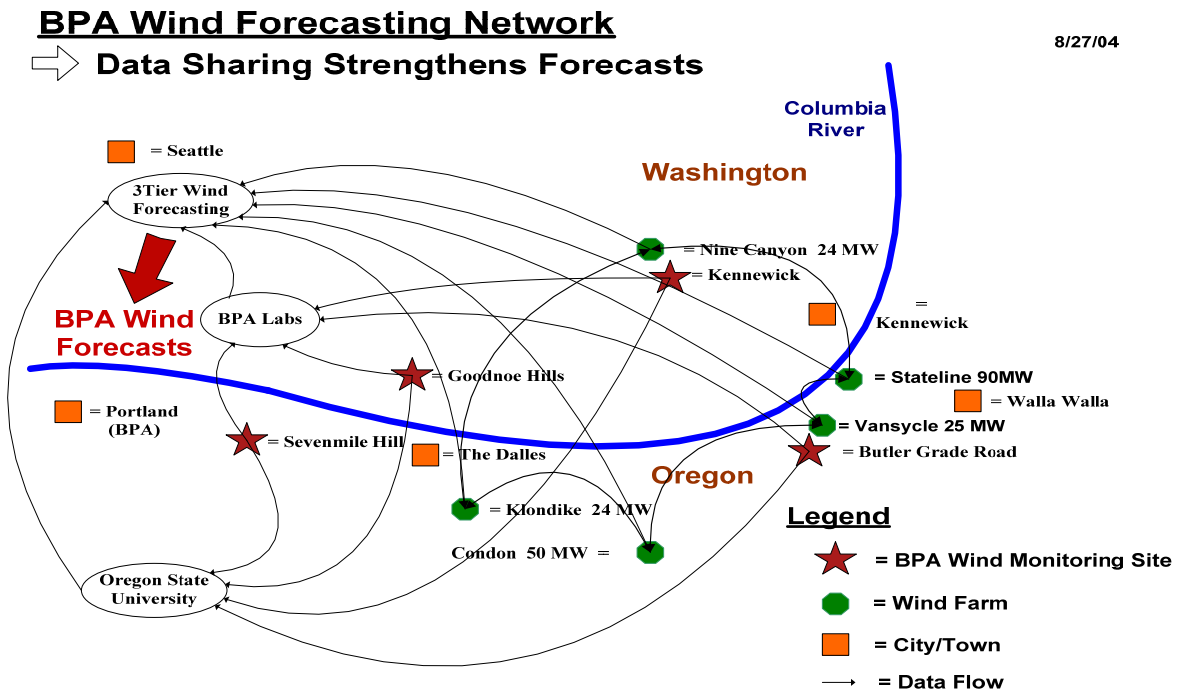 BPA Wind Forecasting Network
8/27/04
Data Sharing Strengthens Forecasts
Columbia
River
= Seattle
Washington
3Tier Wind
Forecasting
= Nine Canyon 24 MW
= Kennewick
=
Kennewick
BPA Wind
Forecasts
BPA Labs
= Goodnoe Hills
= Stateline 90MW
= Walla Walla
= Portland
(BPA)
= Sevenmile Hill
= The Dalles
= Vansycle 25 MW
= Butler Grade Road
Oregon
= Klondike 24 MW
Condon 50 MW =
Legend
= BPA Wind Monitoring Site
Oregon State
University
= Wind Farm
= City/Town
= Data Flow